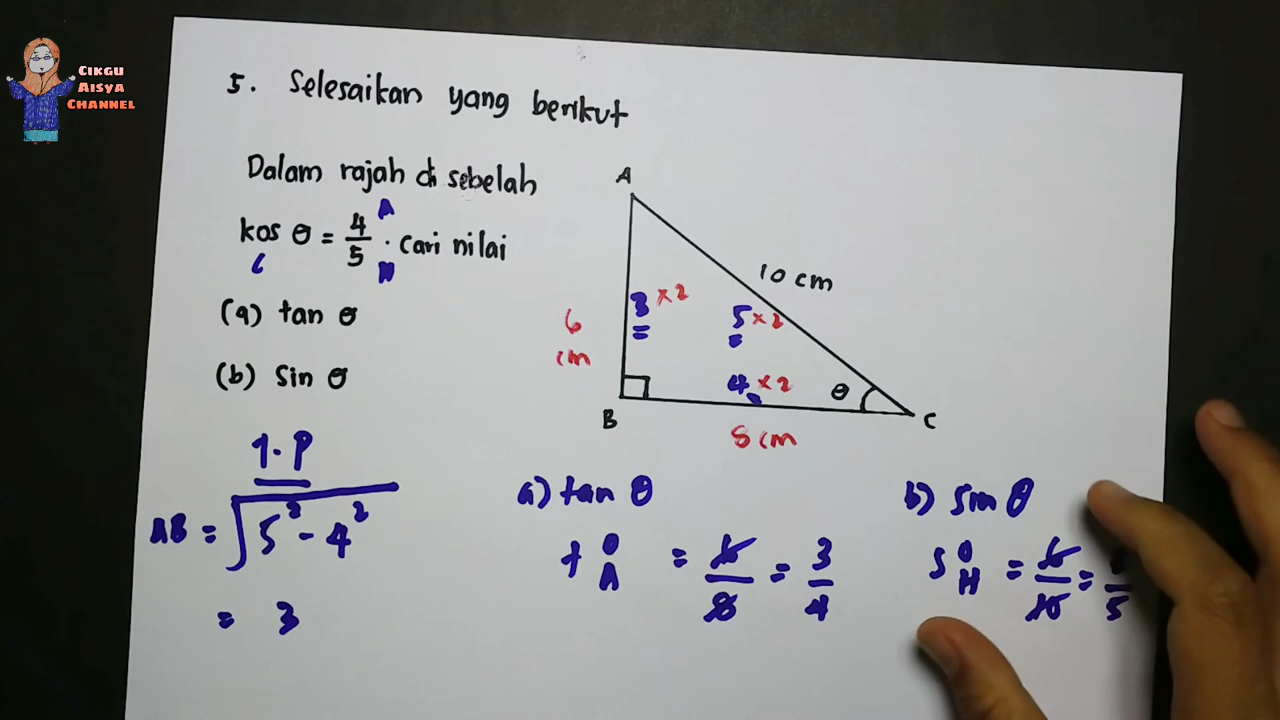 CIKGU
AISYA
CHANNEL
5. Selesaikan yang berikut
Dalam rajah di sebelah
A
kos θ = 4/5 . Cari nilai
C H
(a) tan θ
(b) Sin θ
A
10 cm
3 × 2
5 × 2
6
cm
4 × 2
θ
B
C
8 cm
T.P
AB = √5² - 4²
= 3
a) tan θ
t O/A = 6/8 = 3/4
b) sin θ
S O/H = 6/10 = /5